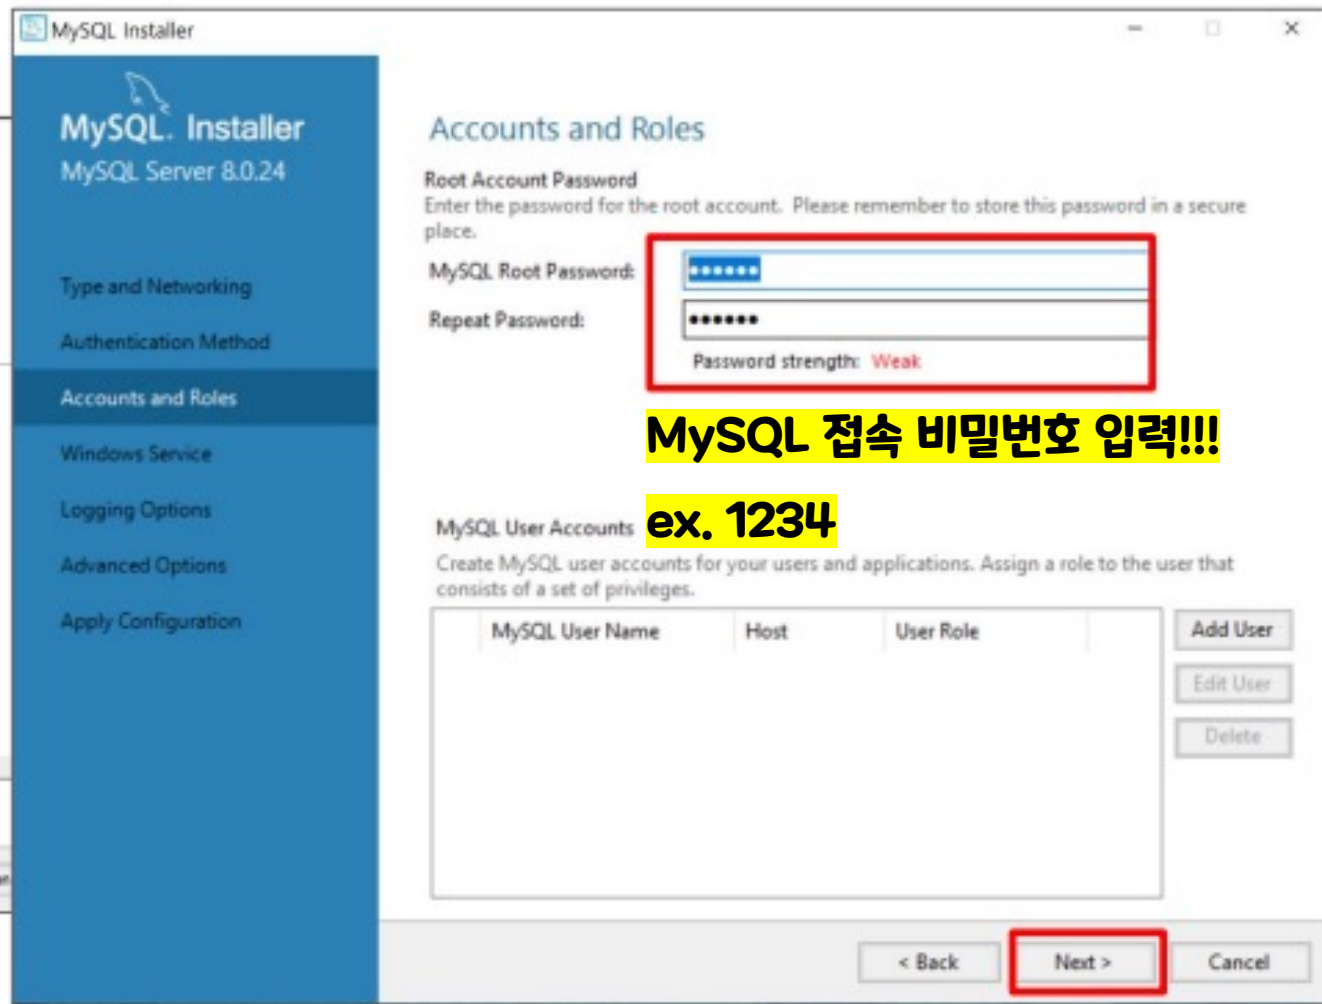 MySQL Installer
MySQL. Installer
MySQL Server 8.0.24
Type and Networking
Authentication Method
Accounts and Roles
Windows Service
Logging Options
Advanced Options
Apply Configuration
Accounts and Roles
Root Account Password
Enter the password for the root account. Please remember to store this password in a secure
place.
MySQL Root Password: ••••••
Repeat Password: ••••••
Password strength: Weak
MySQL 접속 비밀번호 입력!!!
ex. 1234
MySQL User Accounts
Create MySQL user accounts for your users and applications. Assign a role to the user that
consists of a set of privileges.
MySQL User Name Host User Role
Add User
Edit User
Delete
< Back Next > Cancel